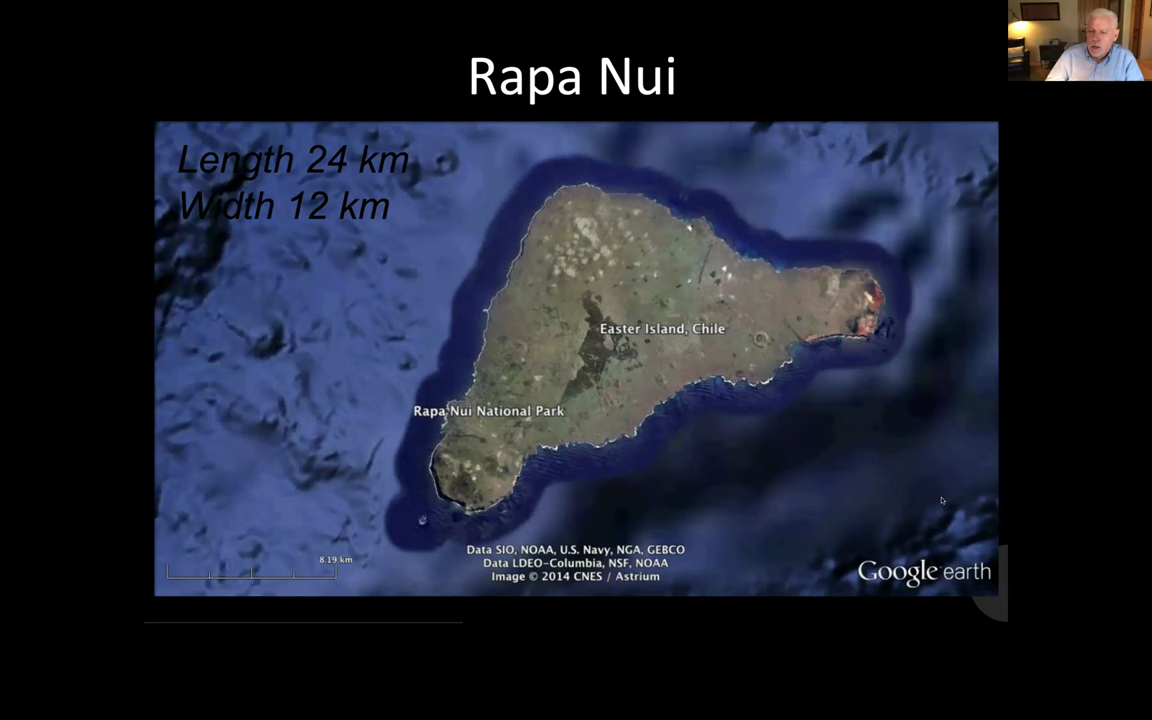 Rapa Nui
Length 24 km
Width 12 km
Easter Island, Chile
Rapa Nui National Park
8.19 km
Data SIO, NOAA, U.S. Navy, NGA, GEBCO
Data LDEO-Columbia, NSF, NOAA
Image © 2014 CNES / Astrium
Google earth